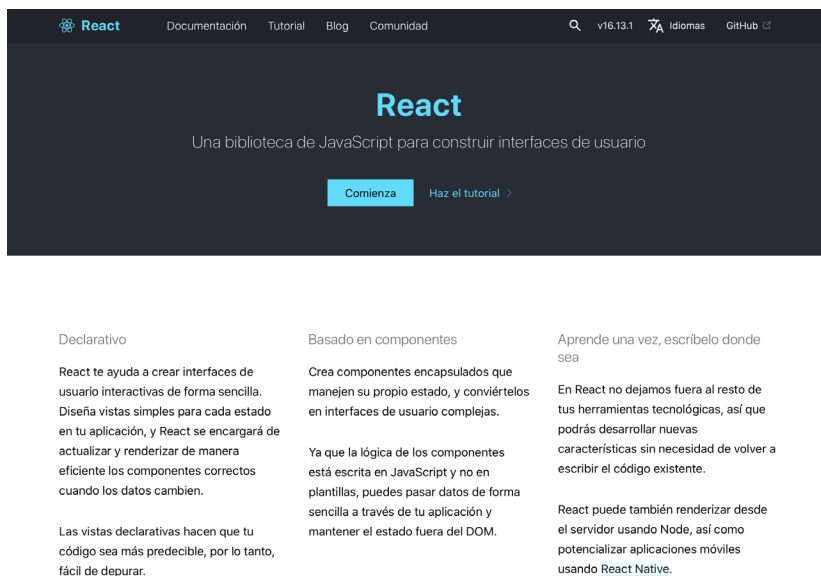 React
Documentación
Tutorial
Blog
Comunidad
v16.13.1
Idiomas
GitHub
React
Una biblioteca de JavaScript para construir interfaces de usuario
Comienza
Haz el tutorial
Declarativo
React te ayuda a crear interfaces de
usuario interactivas de forma sencilla.
Diseña vistas simples para cada estado
en tu aplicación, y React se encargará de
actualizar y renderizar de manera
eficiente los componentes correctos
cuando los datos cambien.
Las vistas declarativas hacen que tu
código sea más predecible, por lo tanto,
fácil de depurar.
Basado en componentes
Crea componentes encapsulados que
manejen su propio estado, y conviértelos
en interfaces de usuario complejas.
Ya que la lógica de los componentes
está escrita en JavaScript y no en
plantillas, puedes pasar datos de forma
sencilla a través de tu aplicación y
mantener el estado fuera del DOM.
Aprende una vez, escríbelo donde
sea
En React no dejamos fuera al resto de
tus herramientas tecnológicas, así que
podrás desarrollar nuevas
características sin necesidad de volver a
escribir el código existente.
React puede también renderizar desde
el servidor usando Node, así como
potencializar aplicaciones móviles
usando React Native.